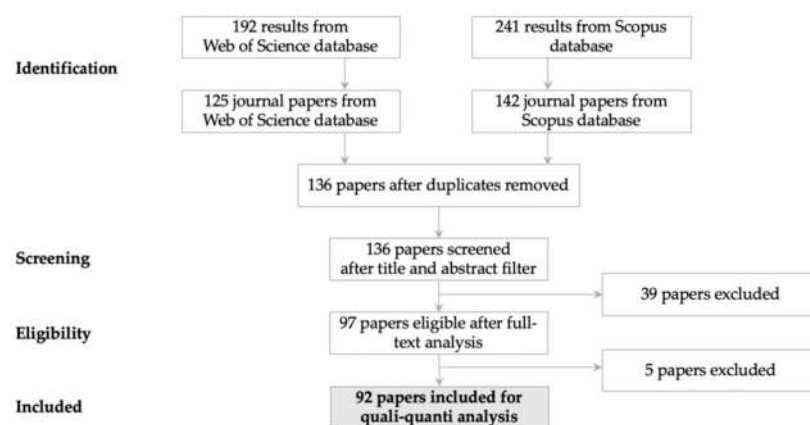 192 results from
Web of Science database
241 results from Scopus
database
Identification
125 journal papers from
Web of Science database
142 journal papers from
Scopus database
136 papers after duplicates removed
Screening
136 papers screened
after title and abstract filter
39 papers excluded
Eligibility
97 papers eligible after full-
text analysis
5 papers excluded
Included
92 papers included for
quali-quanti analysis